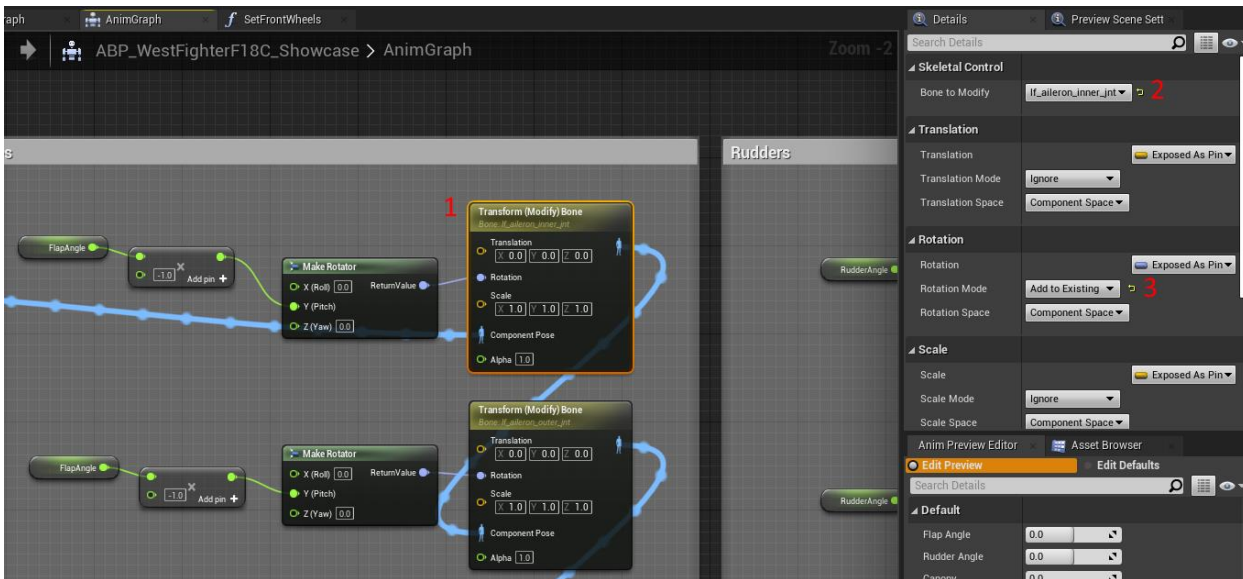 raph
AnimGraph
SetFrontWheels
ABP_WestFighterF18C_Showcase > AnimGraph
Zoom -2
s
FlapAngle
-1.0
Add pin +
Make Rotator
X (Roll) 0.0
ReturnValue
Y (Pitch)
Z (Yaw) 0.0
1
Transform (Modify) Bone
Bone: lf_aileron_inner_jnt
Translation
X 0.0 Y 0.0 Z 0.0
Rotation
Scale
X 1.0 Y 1.0 Z 1.0
Component Pose
Alpha 1.0
FlapAngle
-1.0
Add pin +
Make Rotator
X (Roll) 0.0
ReturnValue
Y (Pitch)
Z (Yaw) 0.0
Transform (Modify) Bone
Bone: lf_aileron_outer_jnt
Translation
X 0.0 Y 0.0 Z 0.0
Rotation
Scale
X 1.0 Y 1.0 Z 1.0
Component Pose
Alpha 1.0
Rudders
RudderAngle
RudderAngle
Details
Preview Scene Sett
Search Details
Skeletal Control
Bone to Modify lf_aileron_inner_jnt 2
Translation
Translation Exposed As Pin
Translation Mode Ignore
Translation Space Component Space
Rotation
Rotation Exposed As Pin
Rotation Mode Add to Existing 3
Rotation Space Component Space
Scale
Scale Exposed As Pin
Scale Mode Ignore
Scale Space Component Space
Anim Preview Editor
Asset Browser
Edit Preview
Edit Defaults
Search Details
Default
Flap Angle 0.0
Rudder Angle 0.0
Canopy 0.0